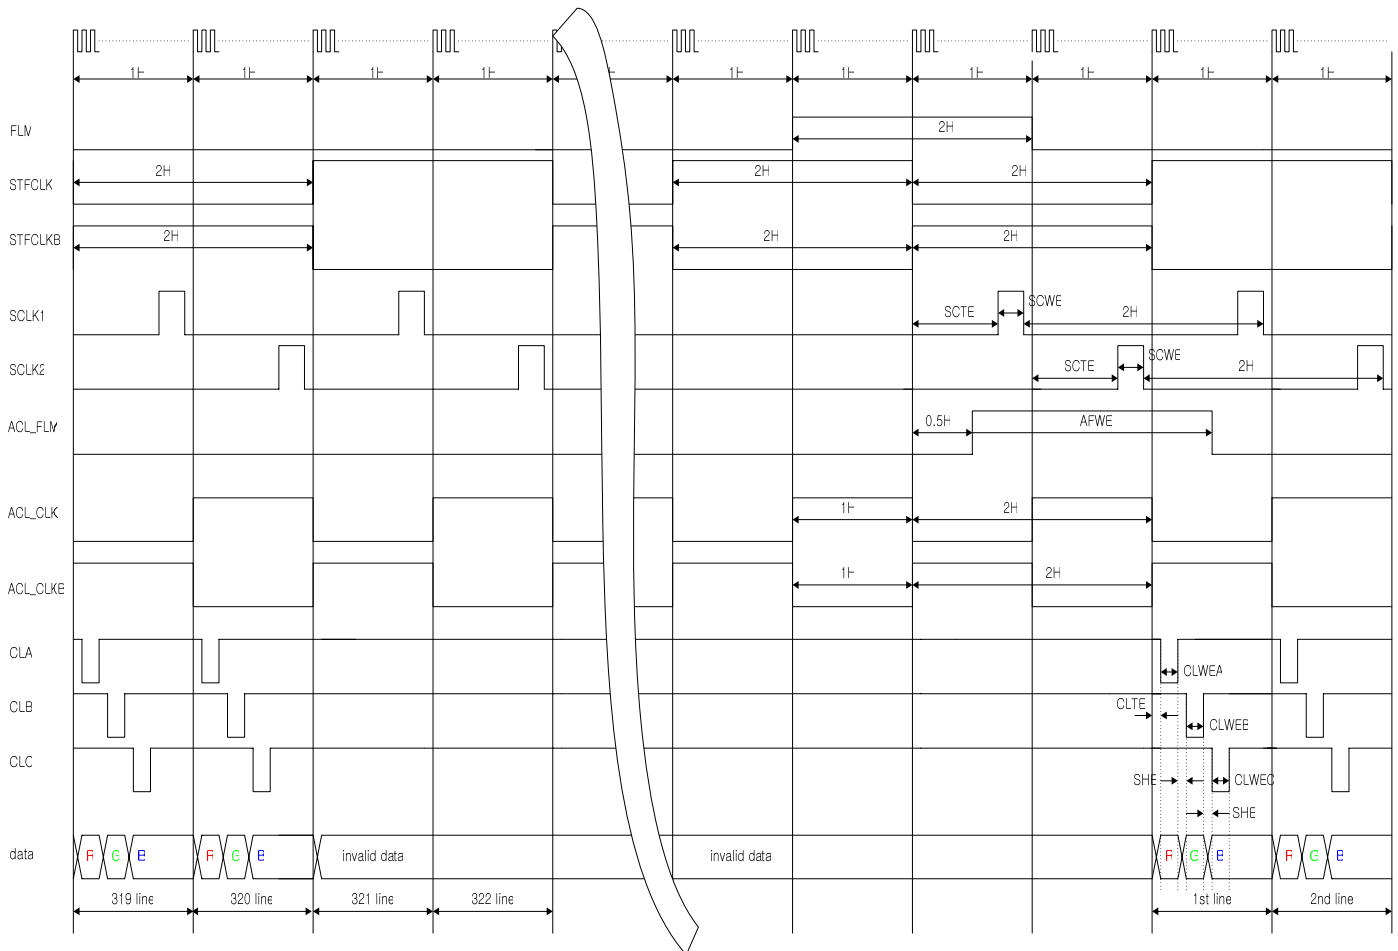 1H 1H 1H 1H 1H 1H 1H 1H 1H 1H 1H
FLM 2H
STFCLK 2H 2H 2H
STFCLKB 2H 2H 2H
SCLK1 SCTE SCWE 2H
SCLK2 SCTE SCWE 2H
ACL_FLM 0.5H AFWE
ACL_CLK 1H 2H
ACL_CLKB 1H 2H
CLA CLWEA
CLB CLTE CLWEB
CLC SHE CLWEC
SHE
data R G B R G B invalid data invalid data R G B R G B
319 line 320 line 321 line 322 line 1st line 2nd line